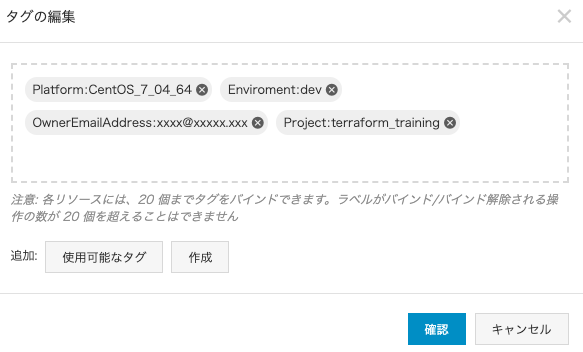 タグの編集
Platform:CentOS_7_04_64 Enviroment:dev
OwnerEmailAddress:xxxx@xxxxx.xxx Project:terraform_training
注意: 各リソースには、20 個までタグをバインドできます。ラベルがバインド/バインド解除される操
作の数が 20 個を超えることはできません
追加: 使用可能なタグ 作成
確認 キャンセル